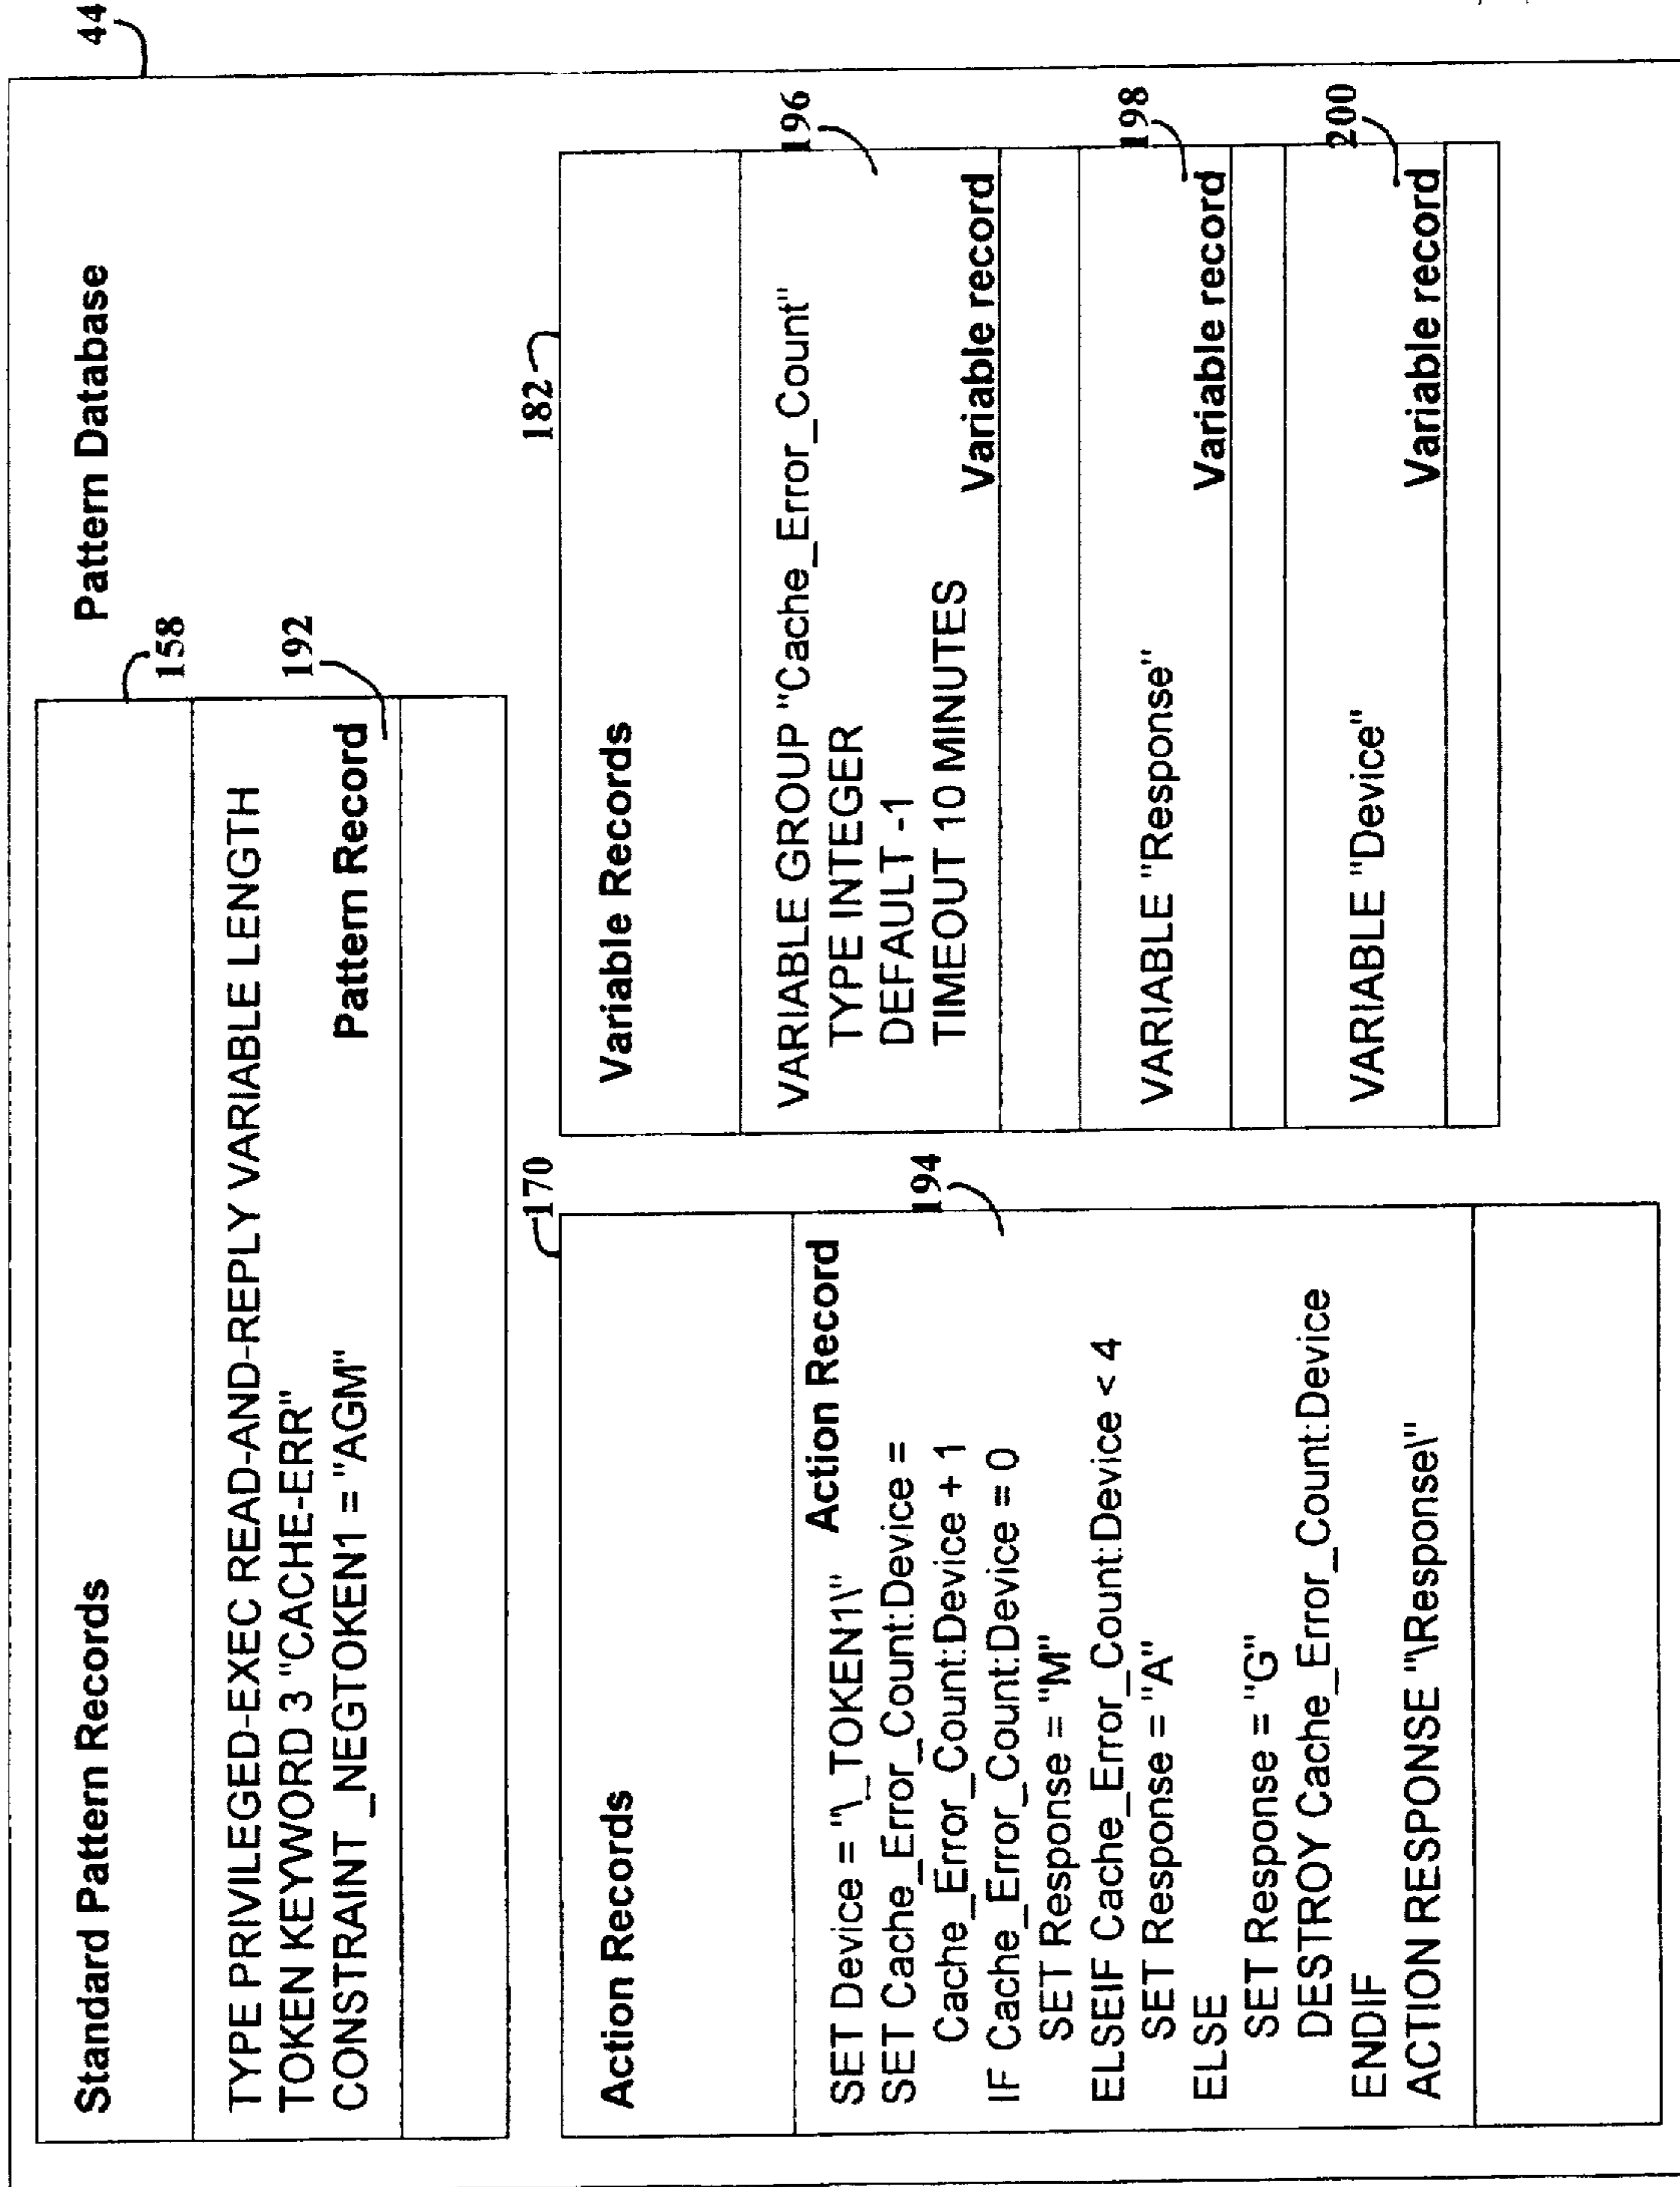 44
Pattern Database
158
Standard Pattern Records
TYPE PRIVILEGED-EXEC READ-AND-REPLY VARIABLE LENGTH
TOKEN KEYWORD 3 "CACHE-ERR"
CONSTRAINT _NEGTOKEN1 = "AGM"
192
Pattern Record
170
Action Records
Action Record
194
SET Device = "\_TOKEN1\"
SET Cache_Error_Count:Device =
Cache_Error_Count:Device + 1
IF Cache_Error_Count:Device = 0
SET Response = "M"
ELSEIF Cache_Error_Count:Device < 4
SET Response = "A"
ELSE
SET Response = "G"
DESTROY Cache_Error_Count:Device
ENDIF
ACTION RESPONSE "\Response\"
182
Variable Records
VARIABLE GROUP "Cache_Error_Count"
TYPE INTEGER
DEFAULT -1
TIMEOUT 10 MINUTES
196
Variable record
VARIABLE "Response"
198
Variable record
VARIABLE "Device"
200
Variable record